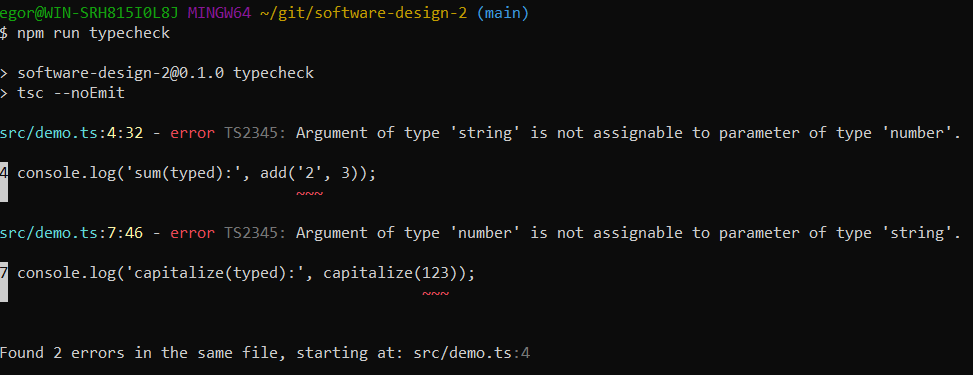 egor@WIN-SRH815I0L8J MINGW64 ~/git/software-design-2 (main)
$ npm run typecheck
> software-design-2@0.1.0 typecheck
> tsc --noEmit
src/demo.ts:4:32 - error TS2345: Argument of type 'string' is not assignable to parameter of type 'number'.
4 console.log('sum(typed):', add('2', 3));
~~~
src/demo.ts:7:46 - error TS2345: Argument of type 'number' is not assignable to parameter of type 'string'.
7 console.log('capitalize(typed):', capitalize(123));
~~~
Found 2 errors in the same file, starting at: src/demo.ts:4